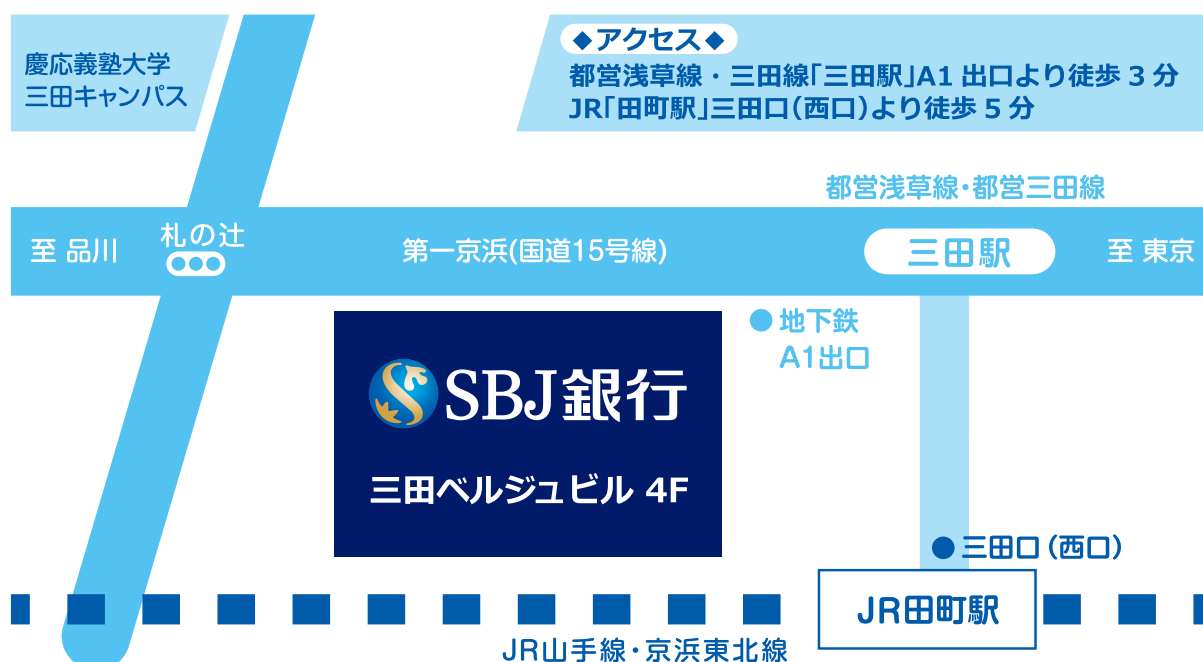 慶応義塾大学
三田キャンパス
◆アクセス◆
都営浅草線・三田線「三田駅」A1 出口より徒歩 3 分
JR「田町駅」三田口(西口)より徒歩 5 分
都営浅草線・都営三田線
至 品川
札の辻
第一京浜(国道15号線)
三田駅
至 東京
地下鉄
A1出口
SBJ銀行
三田ベルジュビル 4F
三田口(西口)
JR田町駅
JR山手線・京浜東北線